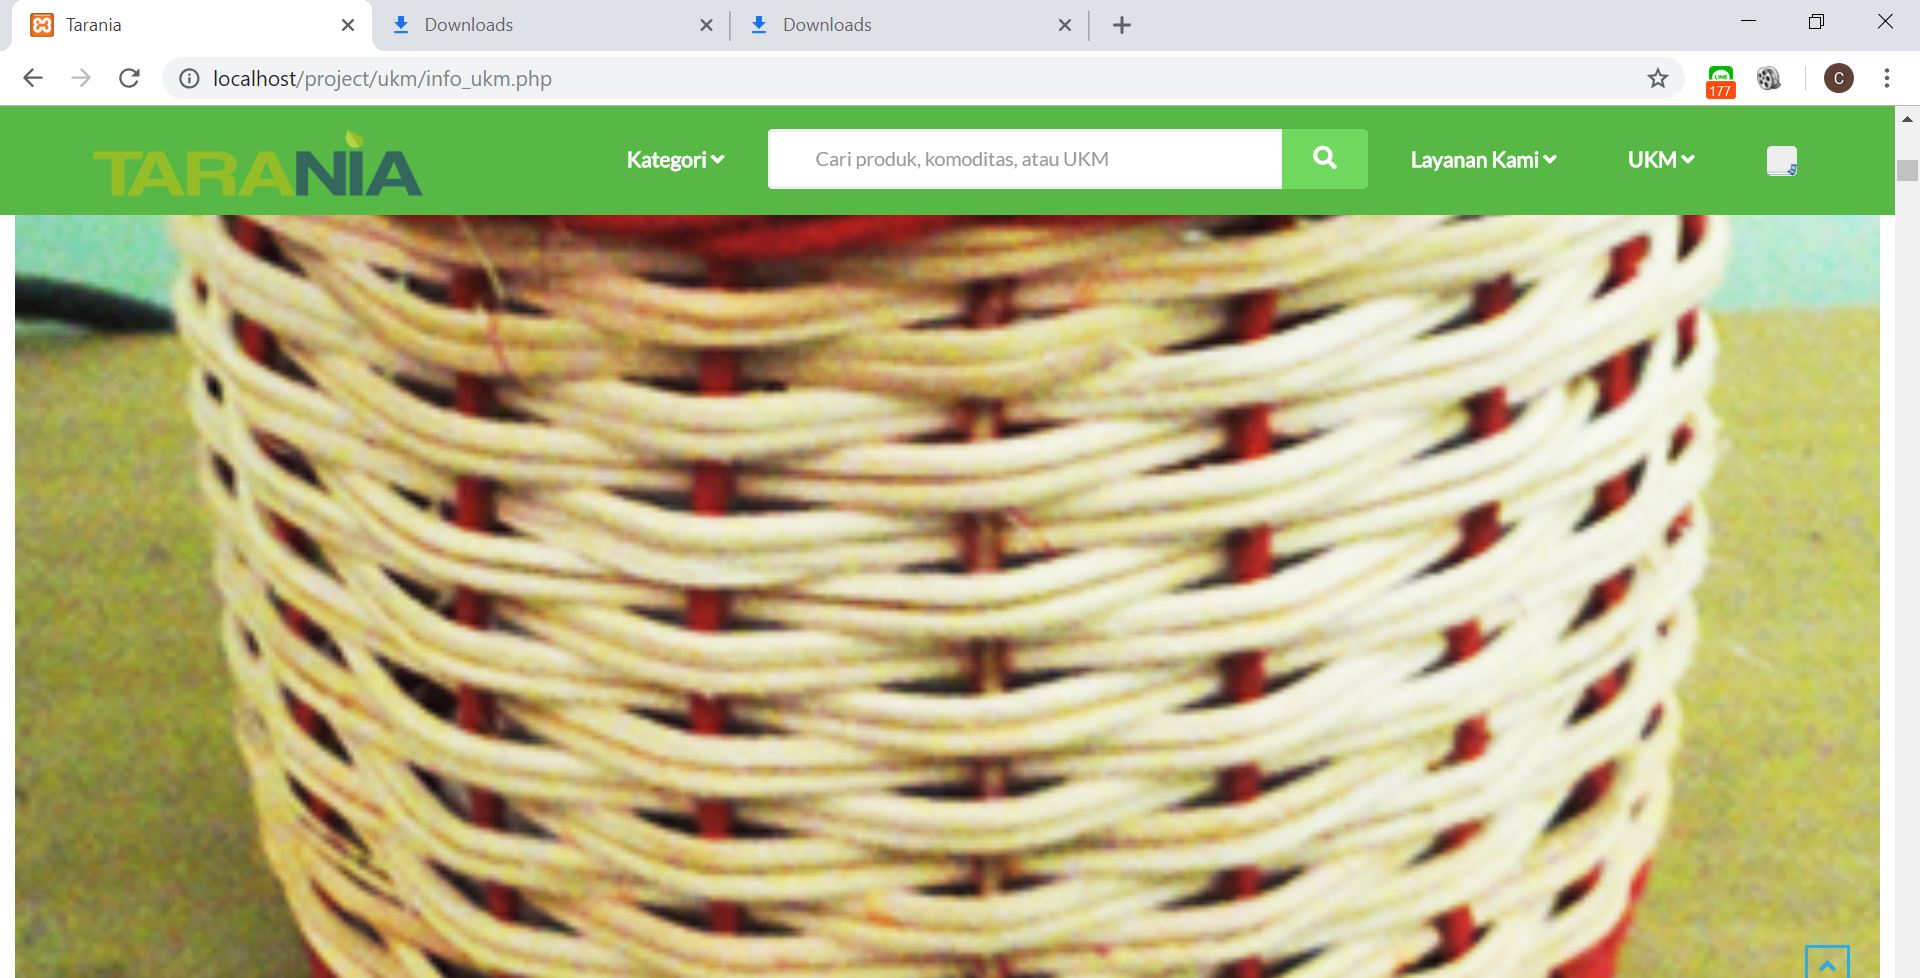 Tarania
Downloads
Downloads
localhost/project/ukm/info_ukm.php
LINE
177
C
TARANIA
Kategori
Cari produk, komoditas, atau UKM
Layanan Kami
UKM